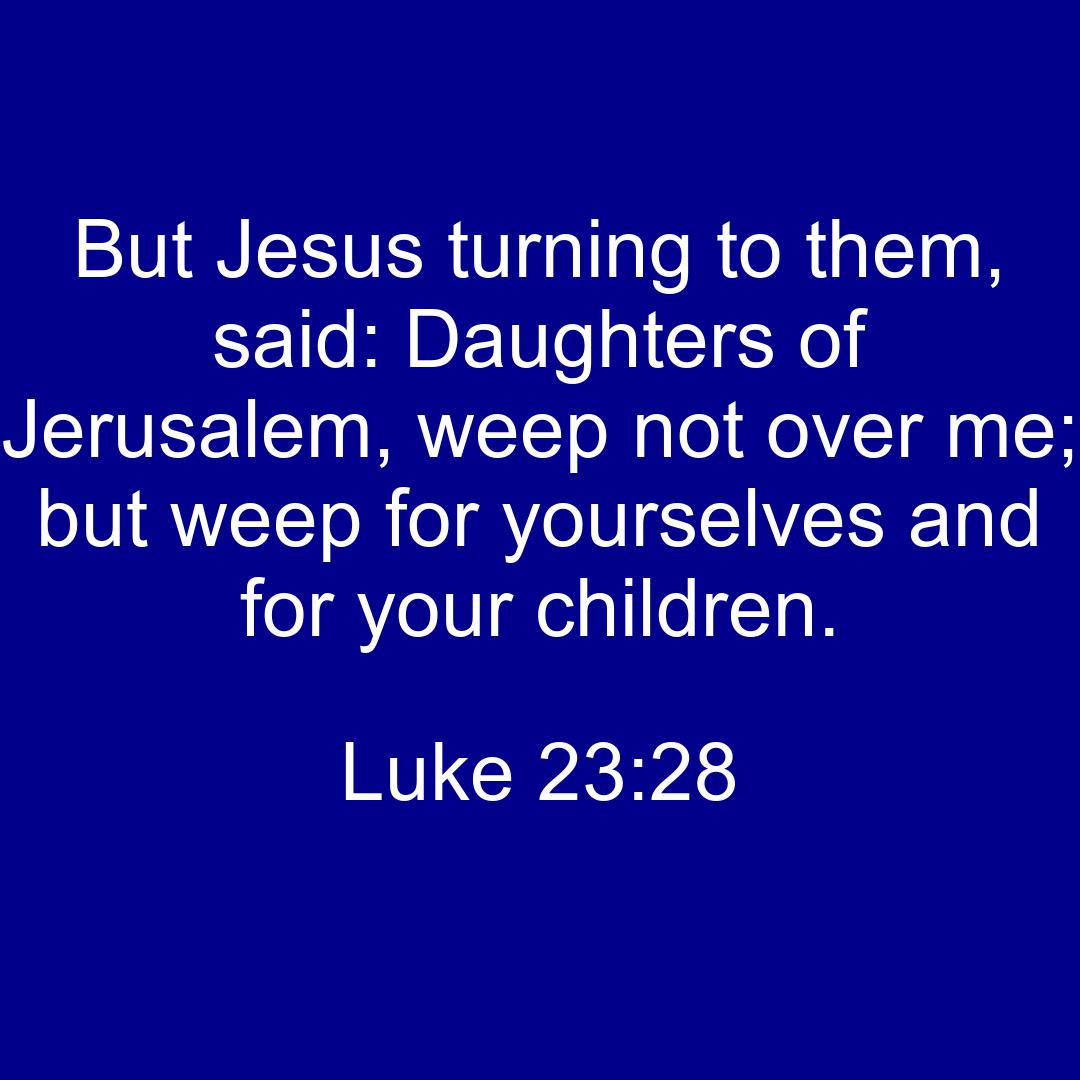 But Jesus turning to them,
said: Daughters of
Jerusalem, weep not over me;
but weep for yourselves and
for your children.
Luke 23:28